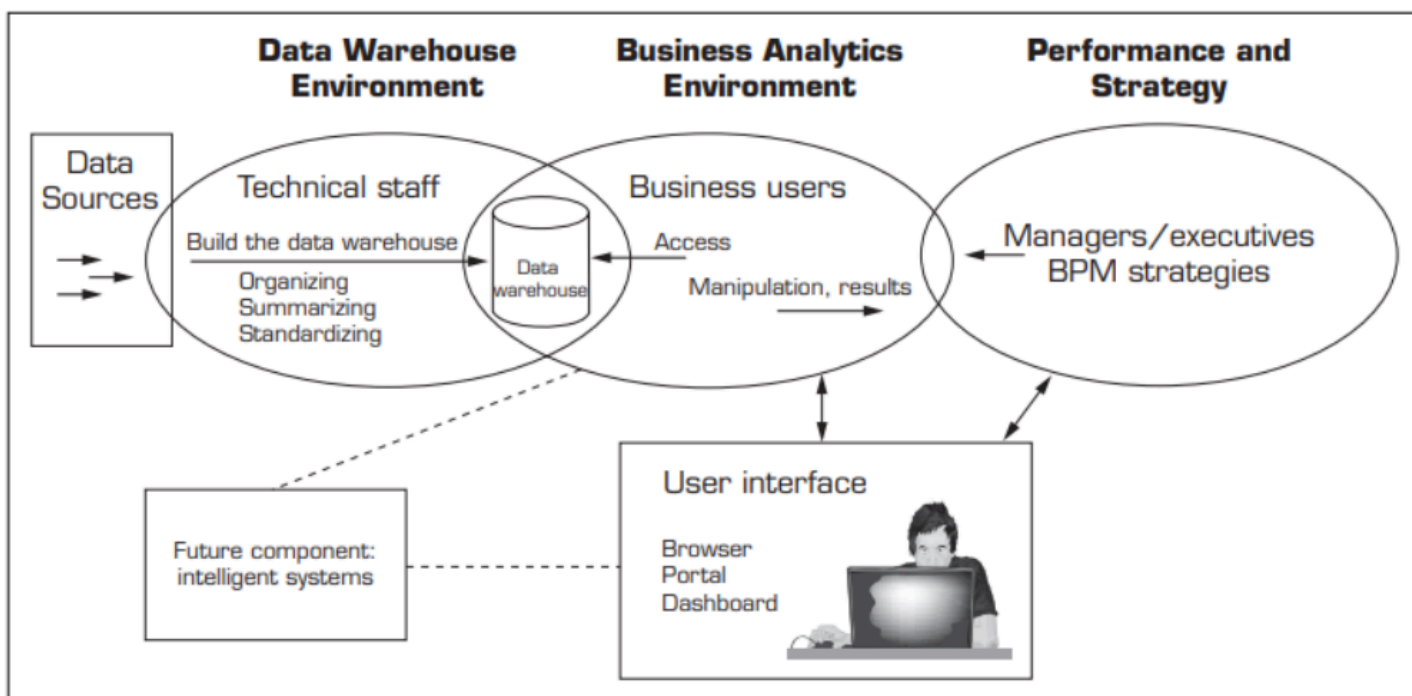 Data Warehouse
Environment
Business Analytics
Environment
Performance and
Strategy
Data
Sources
Technical staff
Build the data warehouse
Organizing
Summarizing
Standardizing
Data
warehouse
Business users
Access
Manipulation, results
Managers/executives
BPM strategies
Future component:
intelligent systems
User interface
Browser
Portal
Dashboard